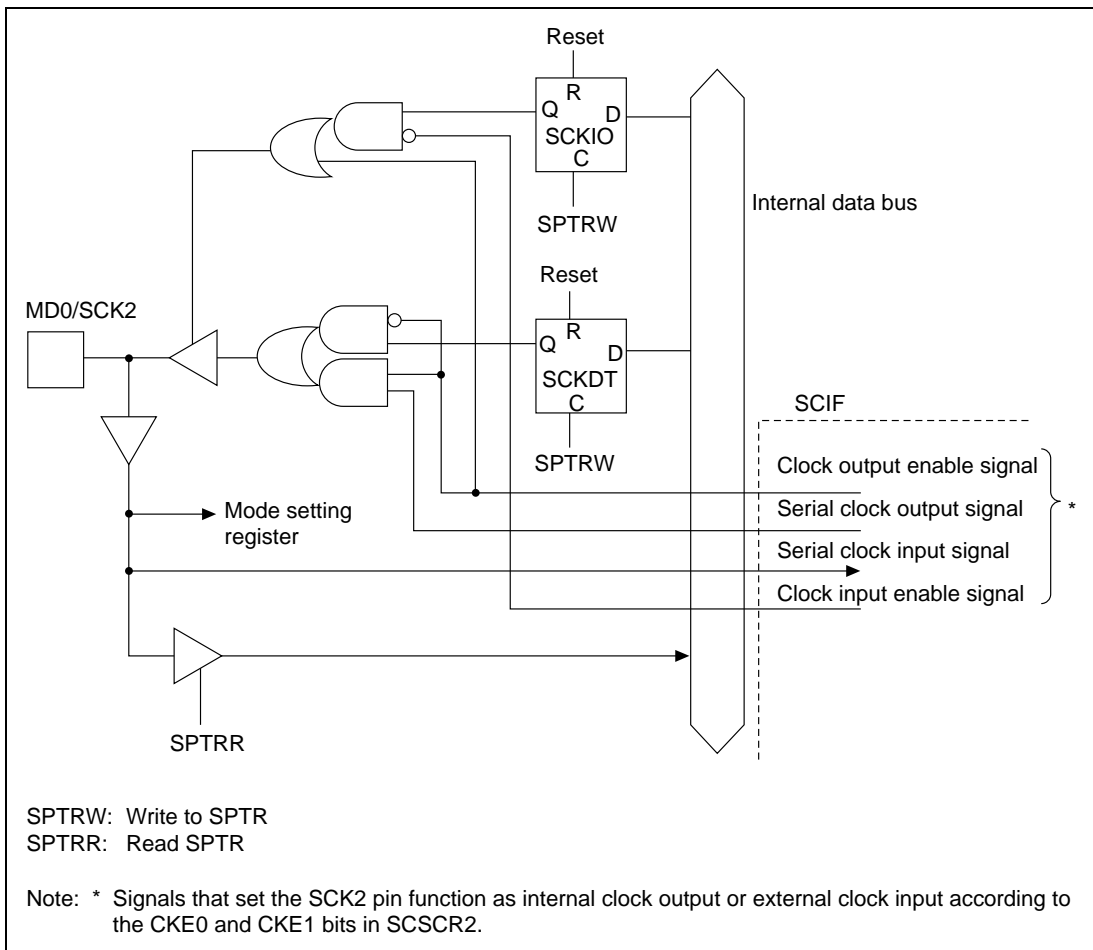 Reset
R
Q
D
SCKIO
C
SPTRW
Internal data bus
Reset
MD0/SCK2
R
Q
D
SCKDT
C
SPTRW
SCIF
Clock output enable signal
Serial clock output signal
Serial clock input signal
Clock input enable signal
*
Mode setting
register
SPTRR
SPTRW: Write to SPTR
SPTRR: Read SPTR
Note: * Signals that set the SCK2 pin function as internal clock output or external clock input according to
the CKE0 and CKE1 bits in SCSCR2.